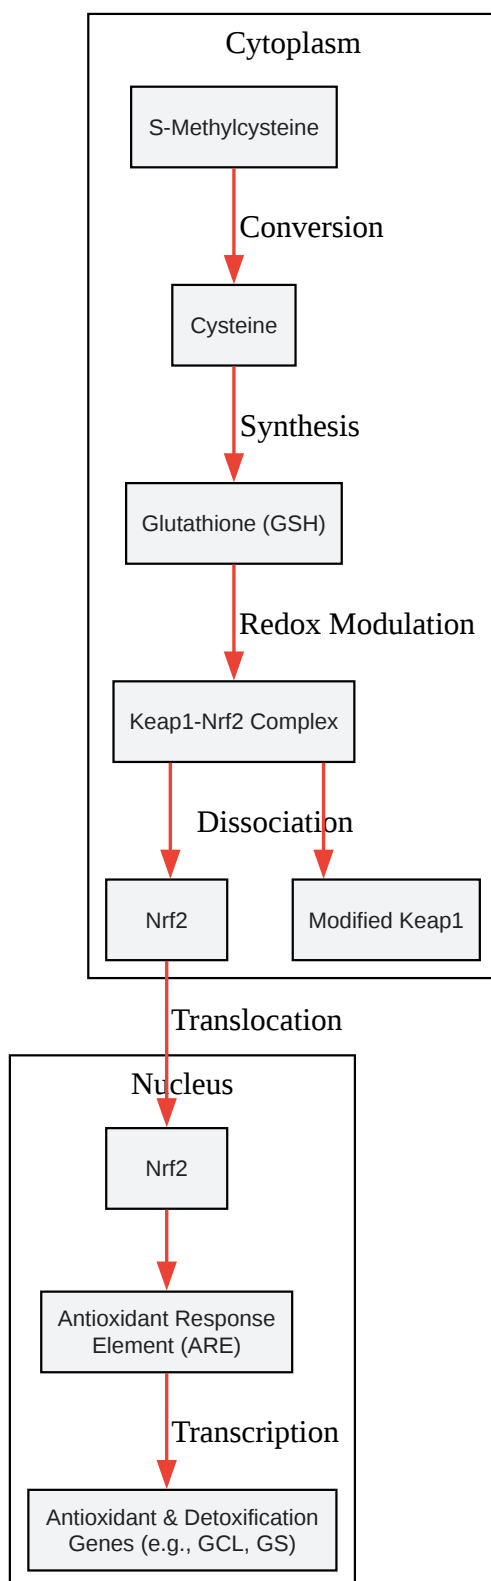 Cytoplasm
S-Methylcysteine
Conversion
Cysteine
Synthesis
Glutathione (GSH)
Redox Modulation
Keap1-Nrf2 Complex
Dissociation
Nrf2
Modified Keap1
Translocation
Nucleus
Nrf2
Antioxidant Response
Element (ARE)
Transcription
Antioxidant & Detoxification
Genes (e.g., GCL, GS)